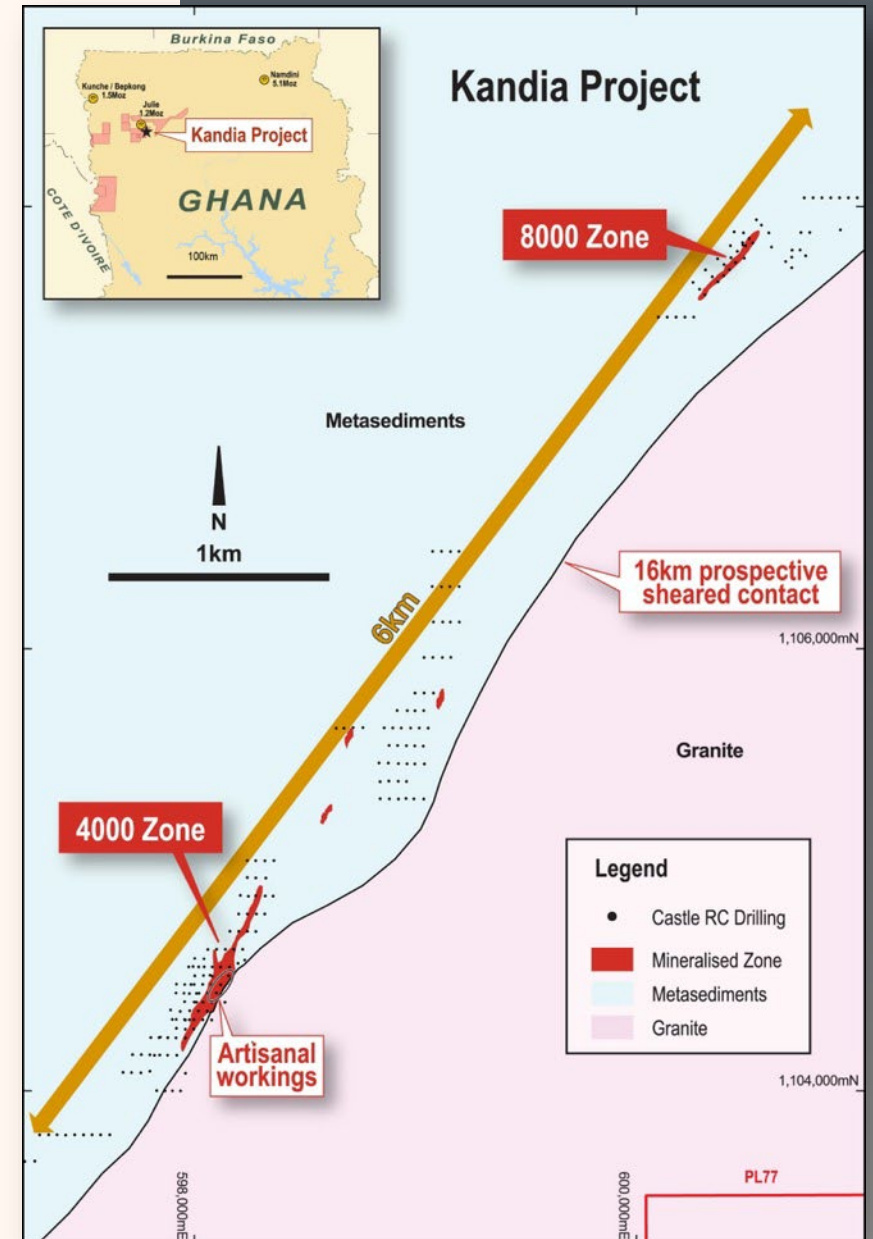 Kandia Project
Burkina Faso
Namdini
5.1Moz
Kunche / Bepkong
1.5Moz
Julie
1.2Moz
Kandia Project
GHANA
COTE D'IVOIRE
100km
8000 Zone
Metasediments
N
1km
16km prospective
sheared contact
6km
1,106,000mN
Granite
4000 Zone
Legend
Castle RC Drilling
Mineralised Zone
Metasediments
Granite
Artisanal
workings
1,104,000mN
598,000mE
600,000mE
PL77